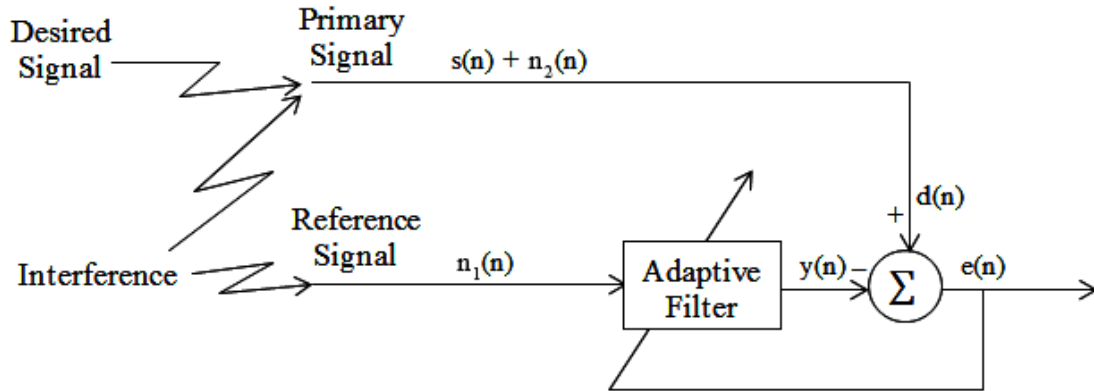 Desired
Signal
Primary
Signal
s(n) + n₂(n)
d(n)
+
Interference
Reference
Signal
n₁(n)
Adaptive
Filter
y(n)
−
Σ
e(n)